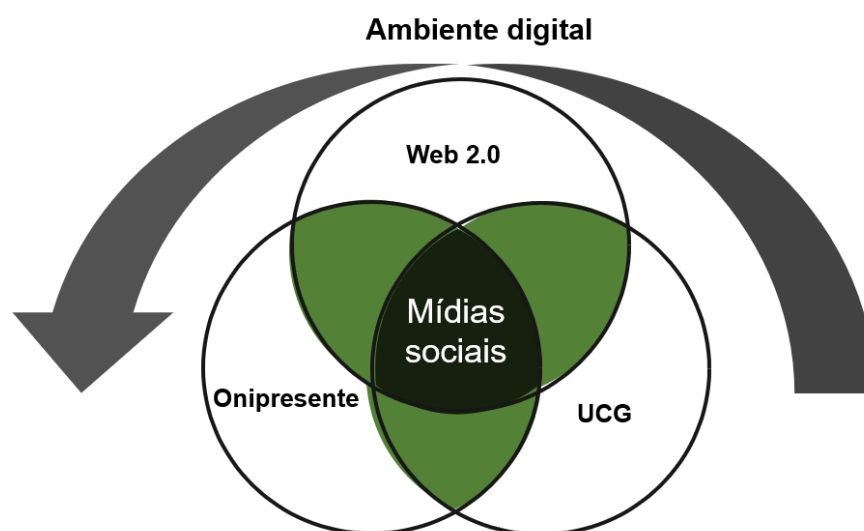 Ambiente digital
Web 2.0
Mídias
sociais
Onipresente
UCG